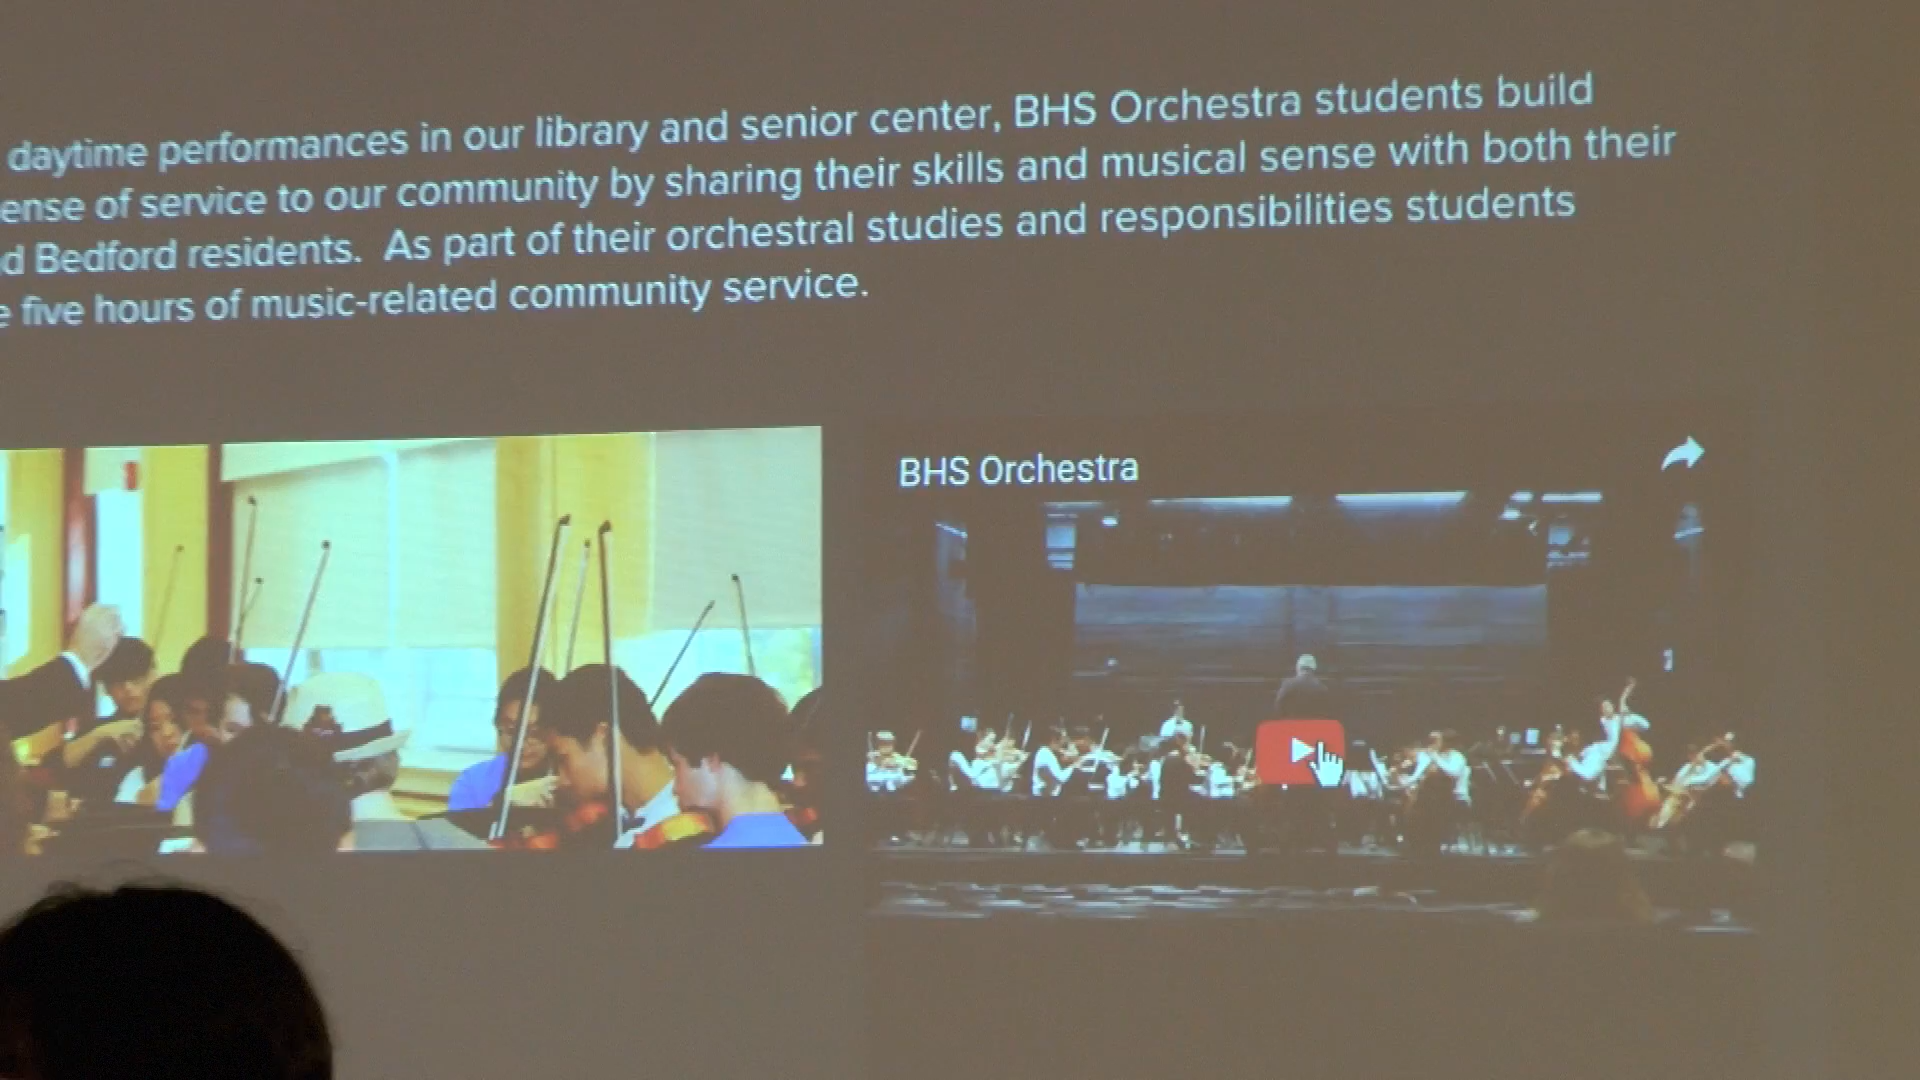 daytime performances in our library and senior center, BHS Orchestra students build
ense of service to our community by sharing their skills and musical sense with both their
d Bedford residents. As part of their orchestral studies and responsibilities students
e five hours of music-related community service.
BHS Orchestra